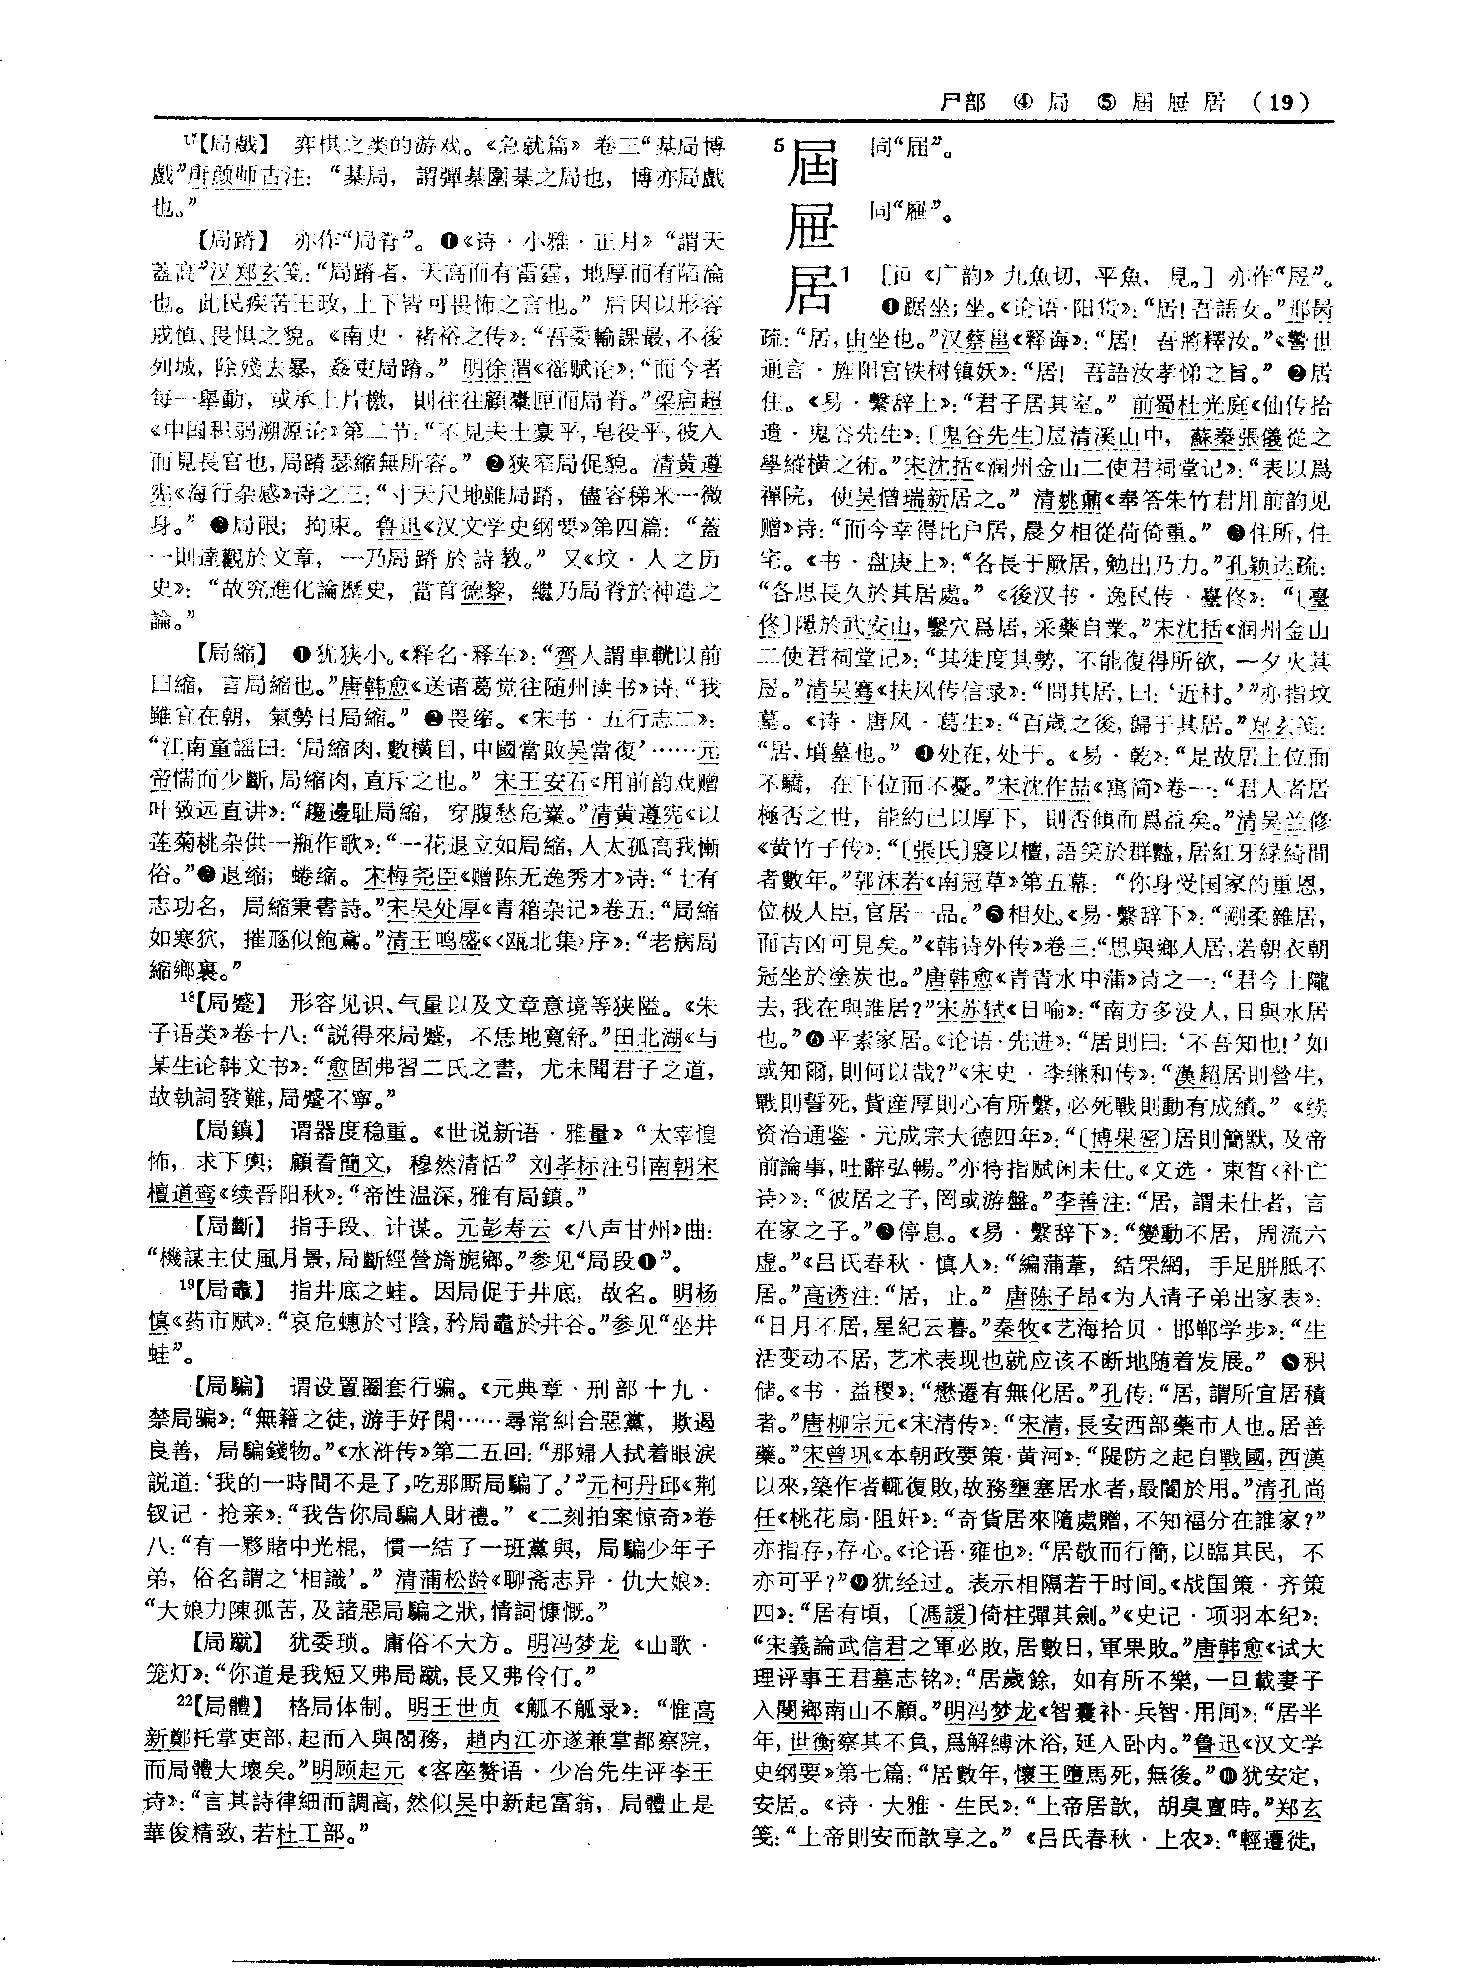 尸部 ④ 局 ⑤ 屆 屉 居 (19)
¹⁷【局戲】 弈棋之类的游戏。《急就篇》卷三“棊局博
戲”唐颜师古注：“棊局，謂彈棊圍棊之局也，博亦局戲
也。”
【局蹐】 亦作“局脊”。❶《诗·小雅·正月》“謂天
蓋高”汉郑玄笺：“局蹐者，天高而有雷霆，地厚而有陷淪
也。此民疾苦王政，上下皆可畏怖之言也。”后因以形容
戒慎、畏惧之貌。《南史·褚裕之传》：“吾委輸課最，不後
列城，除殘去暴，姦吏局蹐。”明徐渭《徭赋论》：“而今者
每一舉動，或承上片檄，則往往顧橐匣而局脊。”梁启超
《中国积弱溯源论》第二节：“不見夫土豪乎，皂役乎，彼入
而見長官也，局蹐瑟縮無所容。”❷狭窄局促貌。清黄遵
宪《海行杂感》诗之三：“寸天尺地雖局蹐，儘容稊米一微
身。”❸局限；拘束。鲁迅《汉文学史纲要》第四篇：“蓋
一則達觀於文章，一乃局蹐於詩教。”又《坟·人之历
史》：“故究進化論歷史，當首德黎，繼乃局脊於神造之
論。”
【局縮】 ❶犹狭小。《释名·释车》：“齊人謂車軶以前
曰縮，言局縮也。”唐韩愈《送诸葛觉往随州读书》诗：“我
雖官在朝，氣勢日局縮。”❷畏缩。《宋书·五行志二》：
“江南童謡曰：‘局縮肉，數橫目，中國當敗吴當復’……元
帝懦而少斷，局縮肉，直斥之也。”宋王安石《用前韵戏赠
叶致远直讲》：“趨邊耻局縮，穿腹愁危㠔。”清黄遵宪《以
莲菊桃杂供一瓶作歌》：“一花退立如局縮，人太孤高我慚
俗。”❸退缩；蜷缩。宋梅尧臣《赠陈无逸秀才》诗：“士有
志功名，局縮秉書詩。”宋吴处厚《青箱杂记》卷五：“局縮
如寒狖，摧颓似飽鳶。”清王鸣盛《〈瓯北集〉序》：“老病局
縮鄉裏。”
¹⁸【局蹙】 形容见识、气量以及文章意境等狭隘。《朱
子语类》卷十八：“説得來局蹙，不恁地寬舒。”田北湖《与
某生论韩文书》：“愈固弗習二氏之書，尤未聞君子之道，
故執詞發難，局蹙不寧。”
【局鎮】 谓器度稳重。《世说新语·雅量》“太宰惶
怖，求下輿；顧看簡文，穆然清恬”刘孝标注引南朝宋
檀道鸾《续晋阳秋》：“帝性温深，雅有局鎮。”
【局斷】 指手段、计谋。元彭寿云《八声甘州》曲：
“機謀主仗風月景，局斷經營旖旎鄉。”参见“局段❶”。
¹⁹【局鼃】 指井底之蛙。因局促于井底，故名。明杨
慎《药市赋》：“哀危蟪於寸陰，矜局鼃於井谷。”参见“坐井
蛙”。
【局騙】 谓设置圈套行骗。《元典章·刑部十九·
禁局骗》：“無籍之徒，游手好閑……尋常糾合惡黨，欺遏
良善，局騙錢物。”《水浒传》第二五回：“那婦人拭着眼淚
説道：‘我的一時間不是了，吃那厮局騙了。’”元柯丹邱《荆
钗记·抢亲》：“我告你局騙人財禮。”《二刻拍案惊奇》卷
八：“有一夥賭中光棍，慣一結了一班黨與，局騙少年子
弟，俗名謂之‘相識’。”清蒲松龄《聊斋志异·仇大娘》：
“大娘力陳孤苦，及諸惡局騙之狀，情詞慷慨。”
【局蹴】 犹委琐。庸俗不大方。明冯梦龙《山歌·
笼灯》：“你道是我短又弗局蹴，長又弗伶仃。”
²²【局體】 格局体制。明王世贞《觚不觚录》：“惟高
新鄭托掌吏部，起而入與閣務，趙内江亦遂兼掌都察院，
而局體大壞矣。”明顾起元《客座赘语·少冶先生评李王
诗》：“言其詩律細而調高，然似吴中新起富翁，局體止是
華俊精致，若杜工部。”
⁵屆 同“屈”。
屉 同“屜”。
居¹ [jū 《广韵》九魚切，平魚，見。]亦作“凥”。
❶踞坐；坐。《论语·阳货》：“居！吾語女。”邢昺
疏：“居，由坐也。”汉蔡邕《释诲》：“居！吾將釋汝。”《警世
通言·旌阳宫铁树镇妖》：“居！吾語汝孝悌之旨。”❷居
住。《易·繫辞上》：“君子居其室。”前蜀杜光庭《仙传拾
遗·鬼谷先生》：〔鬼谷先生〕居清溪山中，蘇秦張儀從之
學縱横之術。”宋沈括《润州金山二使君祠堂记》：“表以爲
禪院，使吴僧瑞新居之。”清姚鼐《奉答朱竹君用前韵见
赠》诗：“而今幸得比户居，晨夕相從荷倚重。”❸住所，住
宅。《书·盘庚上》：“各長于厥居，勉出乃力。”孔颖达疏：
“各思長久於其居處。”《後汉书·逸民传·臺佟》：“〔臺
佟〕隱於武安山，鑿穴爲居，采藥自業。”宋沈括《润州金山
二使君祠堂记》：“其徒度其勢，不能復得所欲，一夕火其
居。”清吴骞《扶风传信录》：“問其居，曰：‘近村。’”亦指坟
墓。《诗·唐风·葛生》：“百歲之後，歸于其居。”郑玄笺：
“居，墳墓也。”❹处在，处于。《易·乾》：“是故居上位而
不驕，在下位而不憂。”宋沈作喆《寓简》卷一：“君人者居
極否之世，能約己以厚下，則否傾而爲益矣。”清吴兰修
《黄竹子传》：“〔張氏〕寢以檀，語笑於群豔，居紅牙緑綺間
者數年。”郭沫若《南冠草》第五幕：“你身受国家的重恩，
位极人臣，官居一品。”❺相处。《易·繫辞下》：“剛柔雜居，
而吉凶可見矣。”《韩诗外传》卷三：“思與鄉人居，若朝衣朝
冠坐於塗炭也。”唐韩愈《青青水中蒲》诗之一：“君今上隴
去，我在與誰居？”宋苏轼《日喻》：“南方多没人，日與水居
也。”❻平素家居。《论语·先进》：“居則曰：‘不吾知也！’如
或知爾，則何以哉？”《宋史·李继和传》：“漢超居則營生，
戰則誓死，貲産厚則心有所繫，必死戰則動有成績。”《续
资治通鉴·元成宗大德四年》：“〔博果密〕居則簡默，及帝
前論事，吐辭弘暢。”亦特指赋闲未仕。《文选·束皙〈补亡
诗〉》：“彼居之子，罔或游盤。”李善注：“居，謂未仕者，言
在家之子。”❼停息。《易·繫辞下》：“變動不居，周流六
虚。”《吕氏春秋·慎人》：“編蒲葦，結罘網，手足胼胝不
居。”高诱注：“居，止。”唐陈子昂《为人请子弟出家表》：
“日月不居，星紀云暮。”秦牧《艺海拾贝·邯郸学步》：“生
活变动不居，艺术表现也就应该不断地随着发展。”❽积
储。《书·益稷》：“懋遷有無化居。”孔传：“居，謂所宜居積
者。”唐柳宗元《宋清传》：“宋清，長安西部藥市人也。居善
藥。”宋曾巩《本朝政要策·黄河》：“隄防之起自戰國，西漢
以來，築作者輒復敗，故務壅塞居水者，最闇於用。”清孔尚
任《桃花扇·阻奸》：“奇貨居來隨處贈，不知福分在誰家？”
亦指存，存心。《论语·雍也》：“居敬而行簡，以臨其民，不
亦可乎？”❾犹经过。表示相隔若干时间。《战国策·齐策
四》：“居有頃，〔馮諼〕倚柱彈其劍。”《史记·项羽本纪》：
“宋義論武信君之軍必敗，居數日，軍果敗。”唐韩愈《试大
理评事王君墓志铭》：“居歲餘，如有所不樂，一旦載妻子
入閿鄉南山不顧。”明冯梦龙《智囊补·兵智·用间》：“居半
年，世衡察其不負，爲解縛沐浴，延入卧内。”鲁迅《汉文学
史纲要》第七篇：“居數年，懷王墮馬死，無後。”❿犹安定，
安居。《诗·大雅·生民》：“上帝居歆，胡臭亶時。”郑玄
笺：“上帝則安而歆享之。”《吕氏春秋·上农》：“輕遷徙，